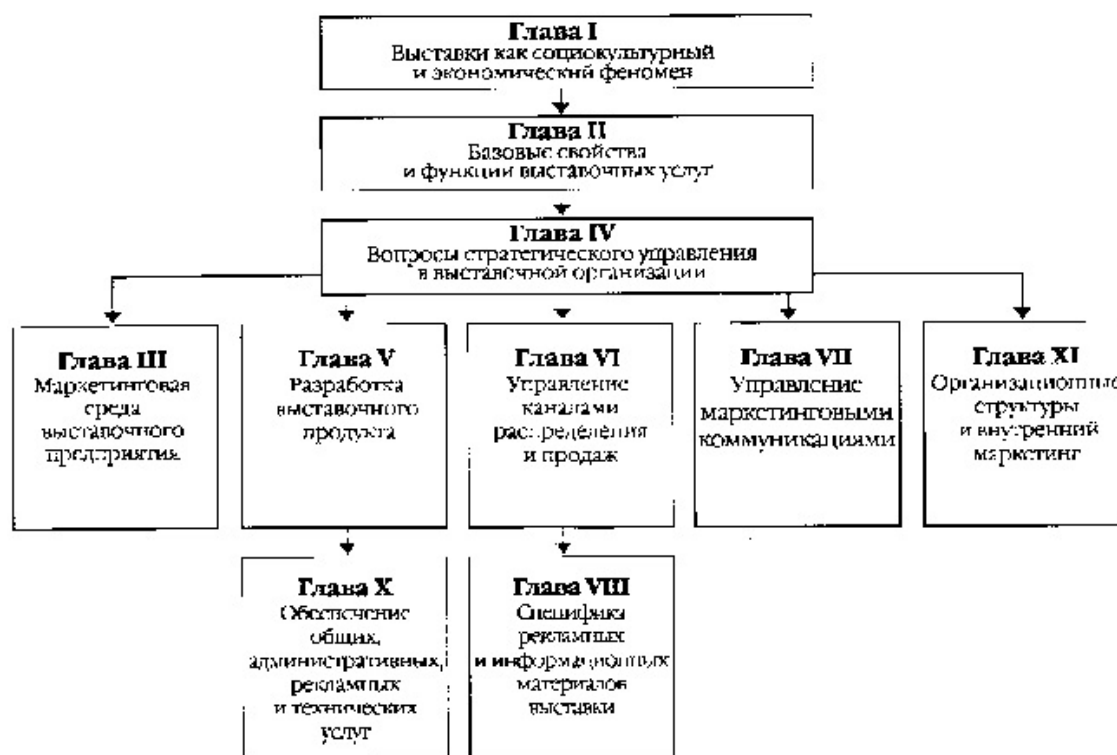 Глава I
Выставки как социокультурный
и экономический феномен
Глава II
Базовые свойства
и функции выставочных услуг
Глава IV
Вопросы стратегического управления
в выставочной организации
Глава III
Маркетинговая
среда
выставочного
предприятия
Глава V
Разработка
выставочного
продукта
Глава VI
Управление
каналами
распределения
и продаж
Глава VII
Управление
маркетинговыми
коммуникациями
Глава XI
Организационные
структуры
и внутренний
маркетинг
Глава X
Обеспечение
общих,
административных,
рекламных
и технических
услуг
Глава VIII
Специфика
рекламных
и информационных
материалов
выставки